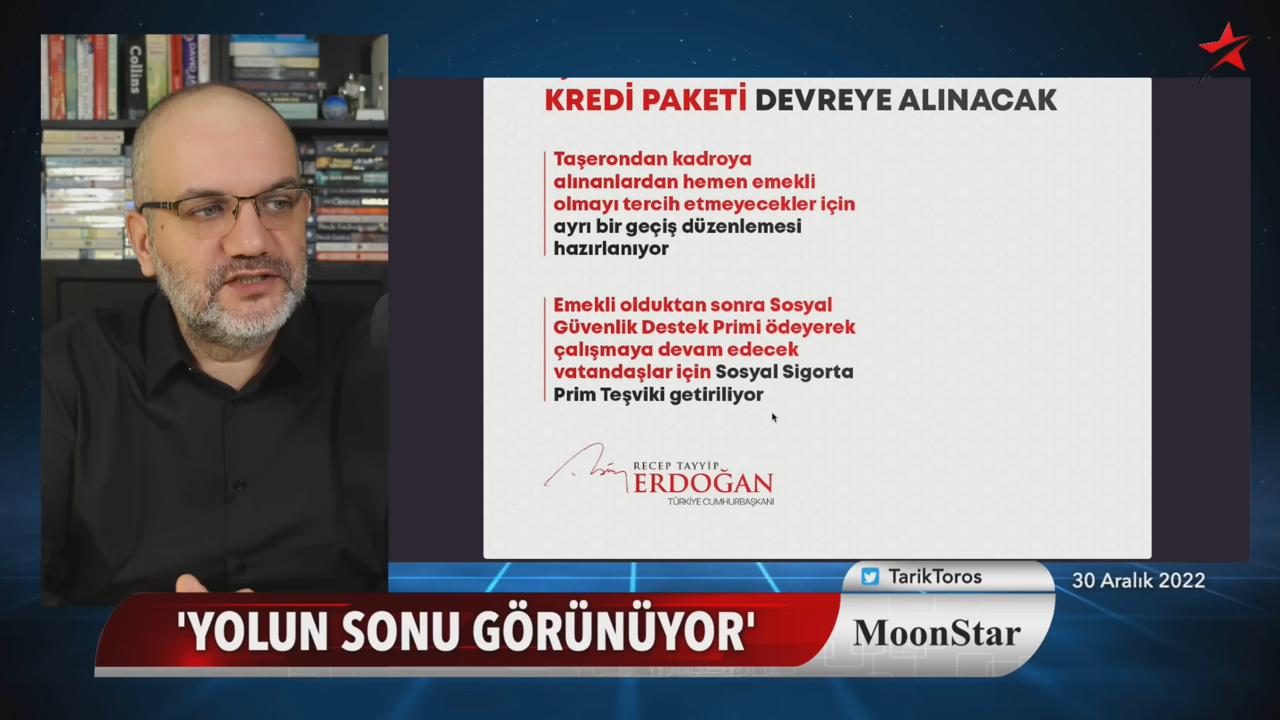 Collins
KREDİ PAKETİ DEVREYE ALINACAK
Taşerondan kadroya
alınanlardan hemen emekli
olmayı tercih etmeyecekler için
ayrı bir geçiş düzenlemesi
hazırlanıyor
Emekli olduktan sonra Sosyal
Güvenlik Destek Primi ödeyerek
çalışmaya devam edecek
vatandaşlar için Sosyal Sigorta
Prim Teşviki getiriliyor
RECEP TAYYİP
ERDOĞAN
TÜRKİYE CUMHURBAŞKANI
TarikToros
30 Aralık 2022
'YOLUN SONU GÖRÜNÜYOR'
MoonStar